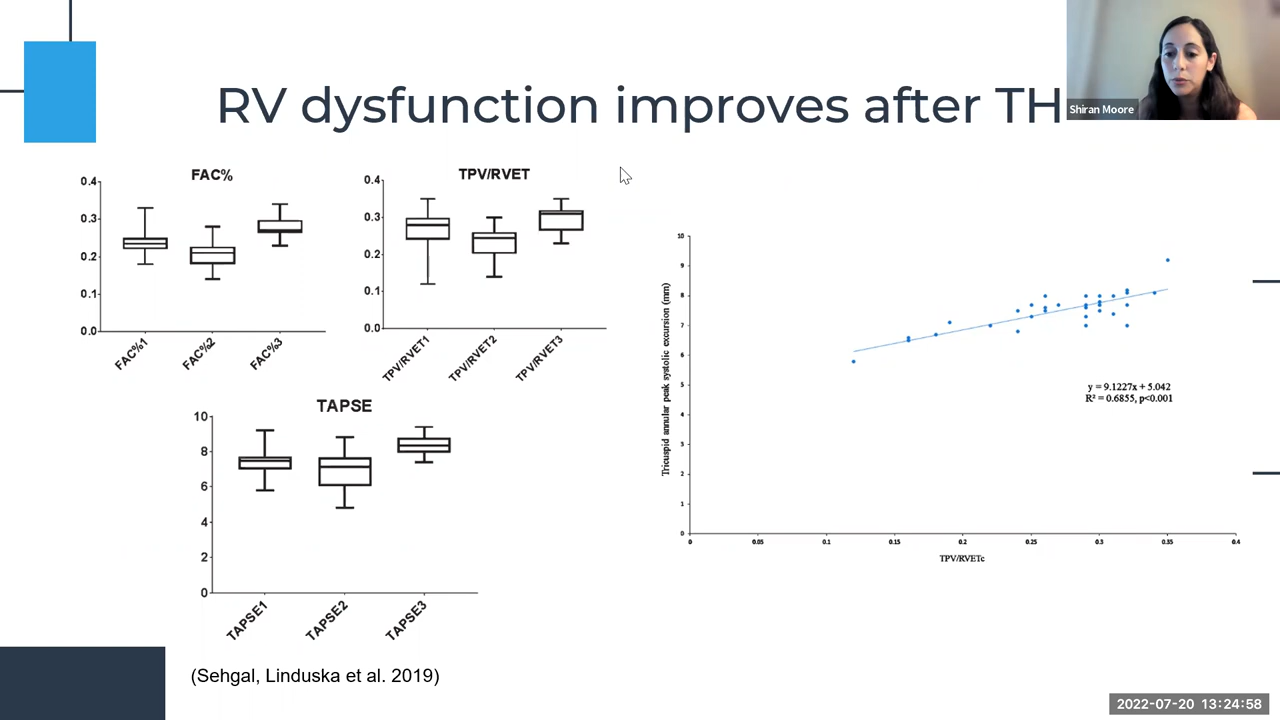 RV dysfunction improves after TH
Shiran Moore
FAC%
0.4
0.3
0.2
0.1
0.0
FAC%1
FAC%2
FAC%3
TPV/RVET
0.4
0.3
0.2
0.1
0.0
TPV/RVET1
TPV/RVET2
TPV/RVET3
TAPSE
10
8
6
4
2
0
TAPSE1
TAPSE2
TAPSE3
Tricuspid annular peak systolic excursion (mm)
10
9
8
7
6
5
4
3
2
1
0
0
0.05
0.1
0.15
0.2
0.25
0.3
0.35
0.4
TPV/RVETc
y = 9.1227x + 5.042
R² = 0.6855, p<0.001
(Sehgal, Linduska et al. 2019)
2022-07-20 13:24:58